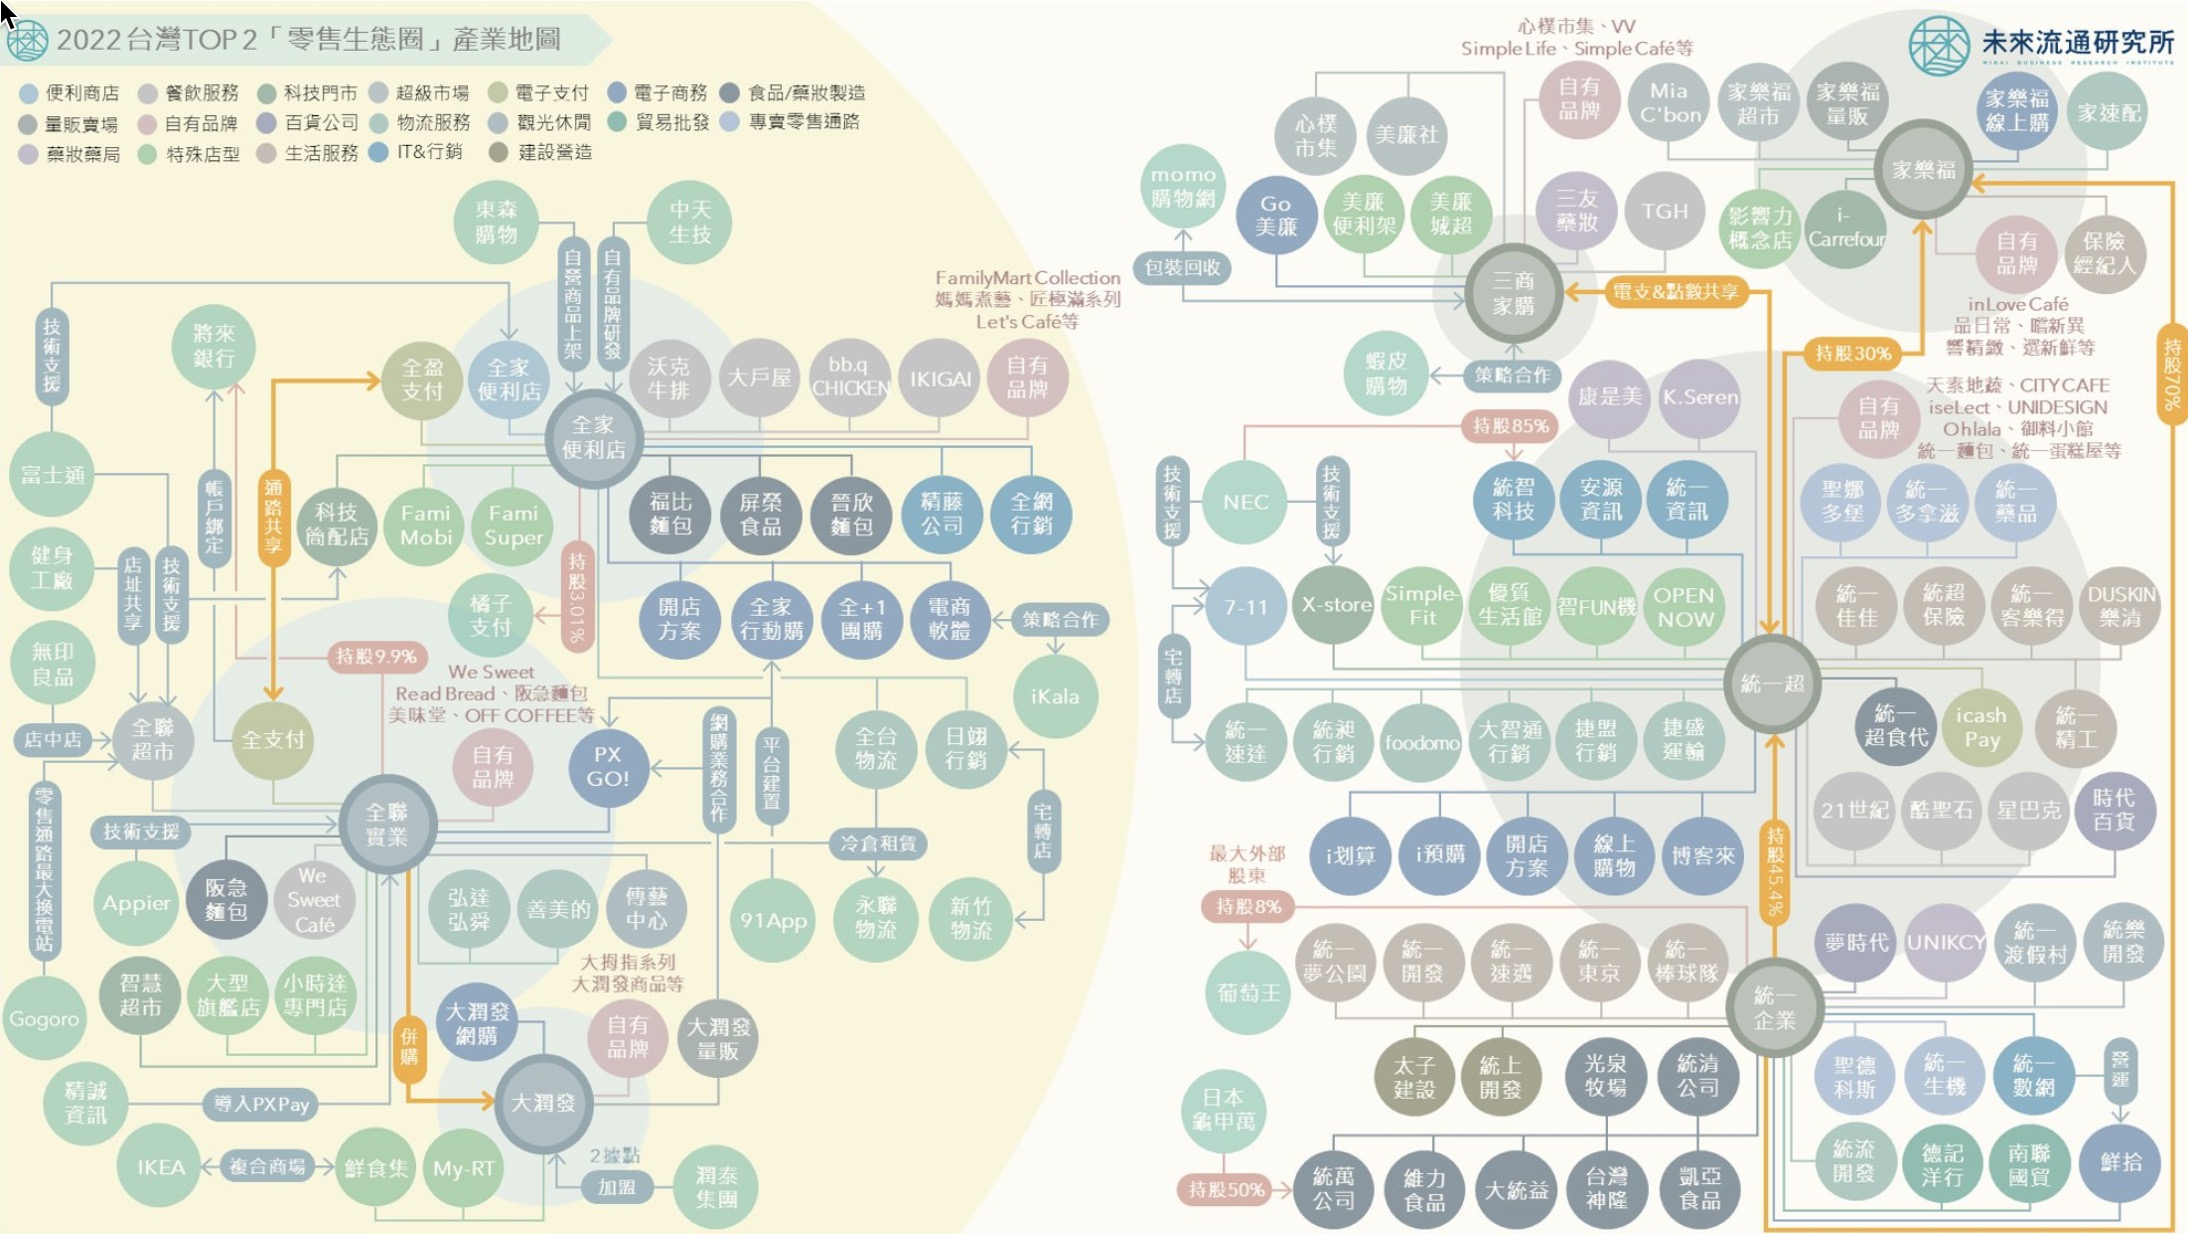 2022台灣TOP 2「零售生態圈」產業地圖
未來流通研究所
MIRAI BUSINESS RESEARCH INSTITUTE
便利商店
餐飲服務
科技門市
超級市場
電子支付
電子商務
食品/藥妝製造
量販賣場
自有品牌
百貨公司
物流服務
觀光休閒
貿易批發
專賣零售通路
藥妝藥局
特殊店型
生活服務
IT&行銷
建設營造
東森
購物
中天
生技
自營商品上架
自有品牌研發
FamilyMart Collection
媽媽煮藝、匠極滿系列
Let's Café等
技術支援
將來
銀行
全盈
支付
全家
便利店
沃克
牛排
大戶屋
bb.q
CHICKEN
IKIGAI
自有
品牌
全家
便利店
富士通
帳戶綁定
通路共享
科技
簡配店
Fami
Mobi
Fami
Super
福比
麵包
屏榮
食品
晉欣
麵包
精藤
公司
全網
行銷
健身
工廠
店址共享
技術支援
橘子
支付
持股3.01%
開店
方案
全家
行動購
全+1
團購
電商
軟體
策略合作
iKala
無印
良品
持股9.9%
We Sweet
Read Bread、阪急麵包
美味堂、OFF COFFEE等
店中店
全聯
超市
全支付
自有
品牌
PX
GO!
網購業務合作
平台建置
全台
物流
日翊
行銷
零售通路最大換電站
技術支援
全聯
實業
冷倉租賃
宅轉店
Appier
阪急
麵包
We
Sweet
Café
弘達
弘舜
善美的
傳藝
中心
91App
永聯
物流
新竹
物流
Gogoro
智慧
超市
大型
旗艦店
小時達
專門店
併購
大潤發
網購
大拇指系列
大潤發商品等
自有
品牌
大潤發
量販
精誠
資訊
導入PXPay
大潤發
IKEA
複合商場
鮮食集
My-RT
2據點
加盟
潤泰
集團
心樸市集、VV
Simple Life、Simple Café等
心樸
市集
美廉社
自有
品牌
Mia
C'bon
家樂福
超市
家樂福
量販
家樂福
線上購
家速配
momo
購物網
Go
美廉
美廉
便利架
美廉
城超
三友
藥妝
TGH
影響力
概念店
i-
Carrefour
家樂福
自有
品牌
保險
經紀人
包裝回收
三商
家購
電支&點數共享
inLove Café
品日常、嚐新異
饗精緻、選新鮮等
蝦皮
購物
策略合作
持股30%
持股70%
康是美
K.Seren
自有
品牌
天素地蔬、CITY CAFE
iseLect、UNIDESIGN
Ohlala、御料小館
統一麵包、統一蛋糕屋等
持股85%
技術支援
NEC
技術支援
統智
科技
安源
資訊
統一
資訊
聖娜
多堡
統一
多拿滋
統一
藥品
7-11
X-store
Simple-
Fit
優質
生活館
智FUN機
OPEN
NOW
統一
佳佳
統超
保險
統一
客樂得
DUSKIN
樂清
宅轉店
統一超
統一
速達
統昶
行銷
foodomo
大智通
行銷
捷盟
行銷
捷盛
運輸
統一
超食代
icash
Pay
統一
精工
i划算
i預購
開店
方案
線上
購物
博客來
持股45.4%
21世紀
酷聖石
星巴克
時代
百貨
最大外部
股東
持股8%
葡萄王
統一
夢公園
統一
開發
統一
速邁
統一
東京
統一
棒球隊
統一
企業
夢時代
UNIKCY
統一
渡假村
統樂
開發
太子
建設
統上
開發
光泉
牧場
統清
公司
聖德
科斯
統一
生機
統一
數網
營運
日本
龜甲萬
持股50%
統萬
公司
維力
食品
大統益
台灣
神隆
凱亞
食品
統流
開發
德記
洋行
南聯
國貿
鮮拾